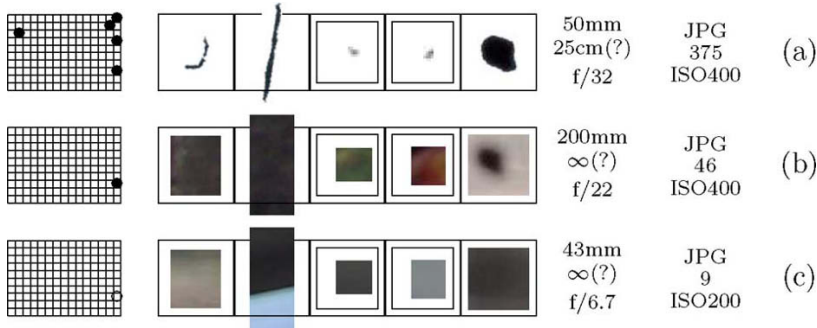 50mm JPG
25cm(?) 375 (a)
f/32 ISO400
200mm JPG
∞(?) 46 (b)
f/22 ISO400
43mm JPG
∞(?) 9 (c)
f/6.7 ISO200